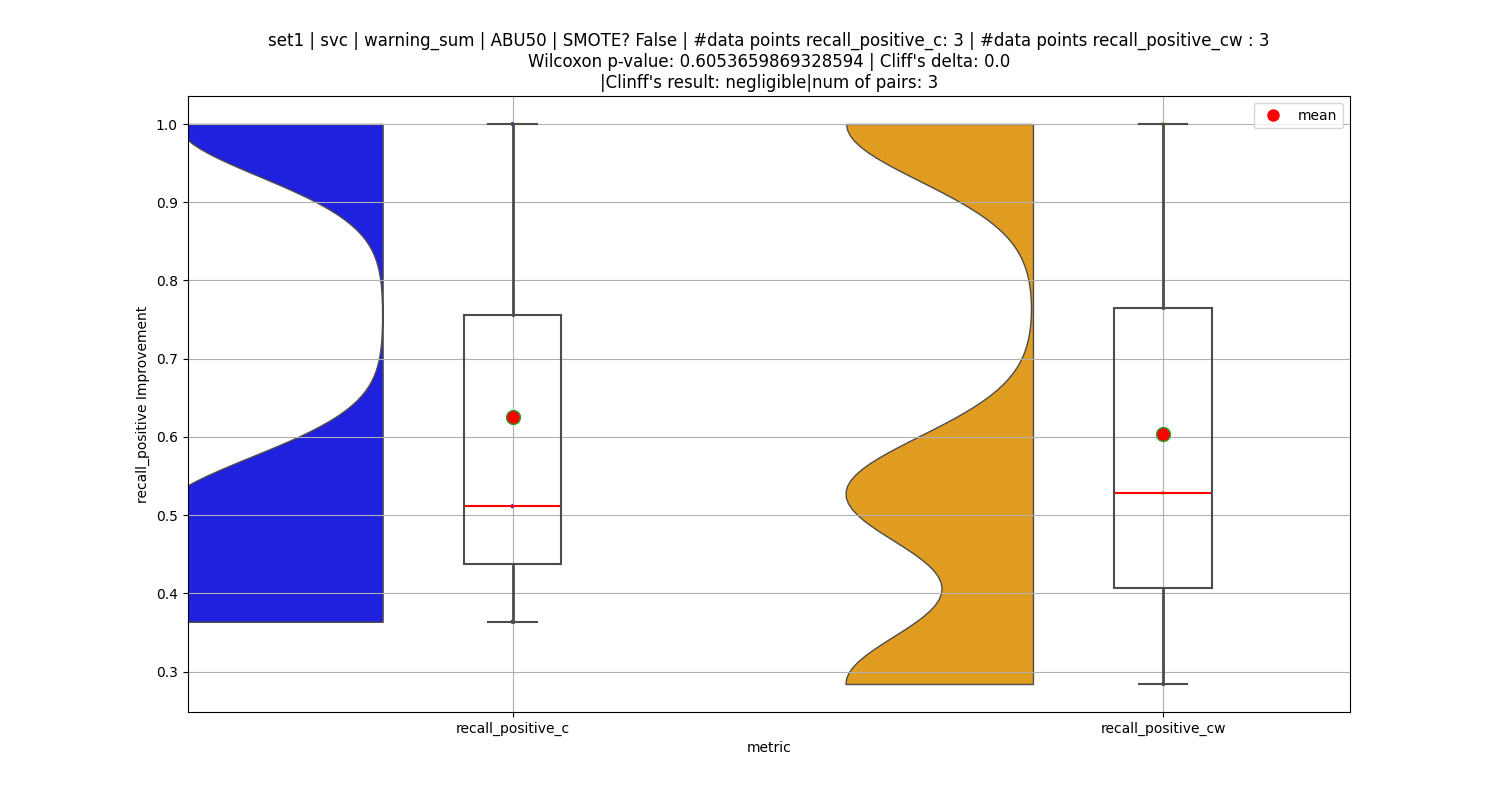 set1 | svc | warning_sum | ABU50 | SMOTE? False | #data points recall_positive_c: 3 | #data points recall_positive_cw : 3
Wilcoxon p-value: 0.6053659869328594 | Cliff's delta: 0.0
|Clinff's result: negligible|num of pairs: 3
mean
1.0
0.9
0.8
0.7
0.6
0.5
0.4
0.3
recall_positive Improvement
recall_positive_c
recall_positive_cw
metric